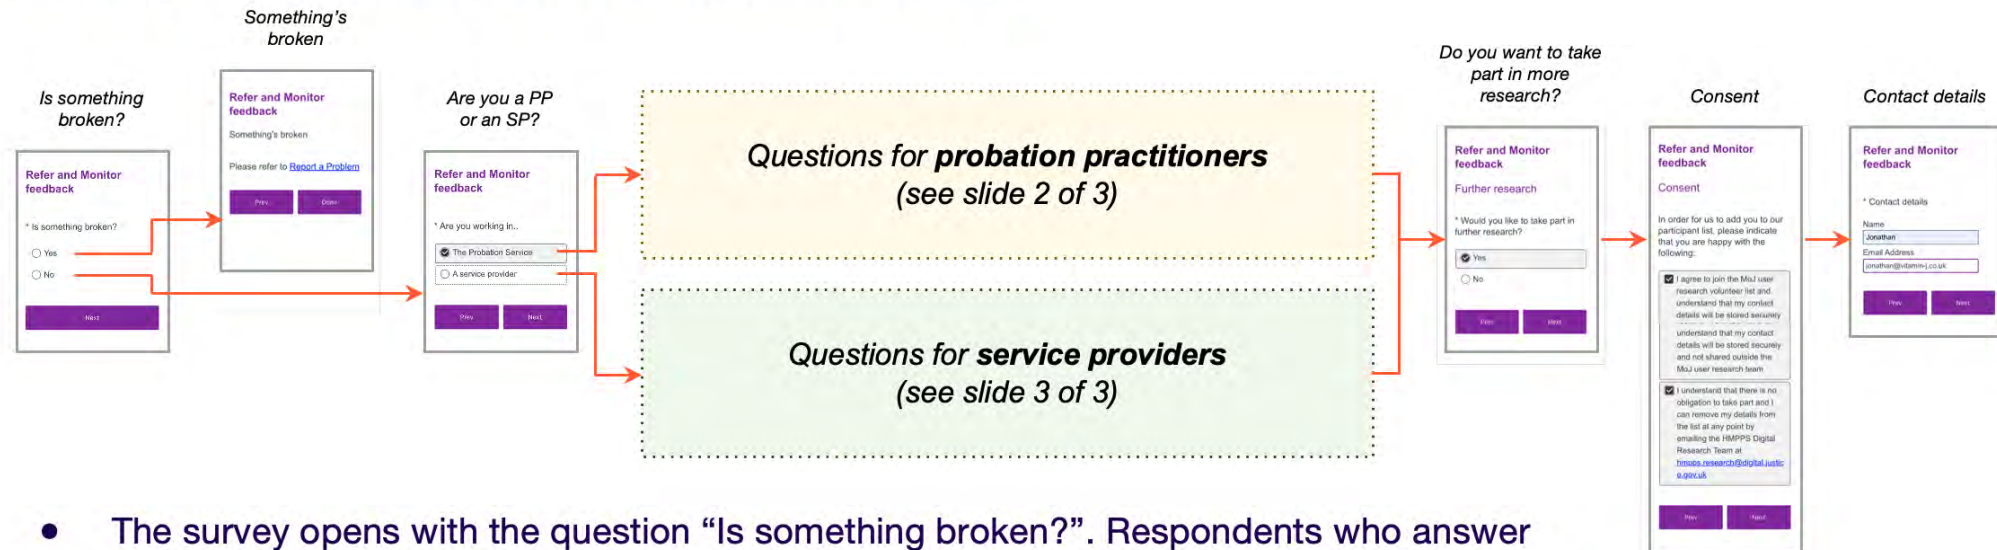 Is something
broken?
Refer and Monitor
feedback
* Is something broken?
Yes
No
Next
Something's
broken
Refer and Monitor
feedback
Something's broken
Please refer to Report a Problem
Prev
Done
Are you a PP
or an SP?
Refer and Monitor
feedback
* Are you working in..
The Probation Service
A service provider
Prev
Next
Questions for probation practitioners
(see slide 2 of 3)
Questions for service providers
(see slide 3 of 3)
Do you want to take
part in more
research?
Refer and Monitor
feedback
Further research
* Would you like to take part in
further research?
Yes
No
Prev
Next
Consent
Refer and Monitor
feedback
Consent
In order for us to add you to our
participant list, please indicate
that you are happy with the
following:
I agree to join the MoJ user
research volunteer list and
understand that my contact
details will be stored securely
understand that my contact
details will be stored securely
and not shared outside the
MoJ user research team
I understand that there is no
obligation to take part and I
can remove my details from
the list at any point by
emailing the HMPPS Digital
Research Team at
hmpps.research@digital.justic
e.gov.uk
Prev
Next
Contact details
Refer and Monitor
feedback
* Contact details
Name
Jonathan
Email Address
jonathan@vitamin-j.co.uk
Prev
Next
● The survey opens with the question “Is something broken?”. Respondents who answer